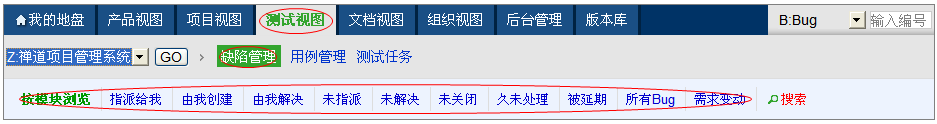 我的地盘 产品视图 项目视图 测试视图 文档视图 组织视图 后台管理 版本库 B:Bug 输入编号
Z:禅道项目管理系统 GO › 缺陷管理 用例管理 测试任务
按模块浏览 指派给我 由我创建 由我解决 未指派 未解决 未关闭 久未处理 被延期 所有Bug 需求变动 搜索